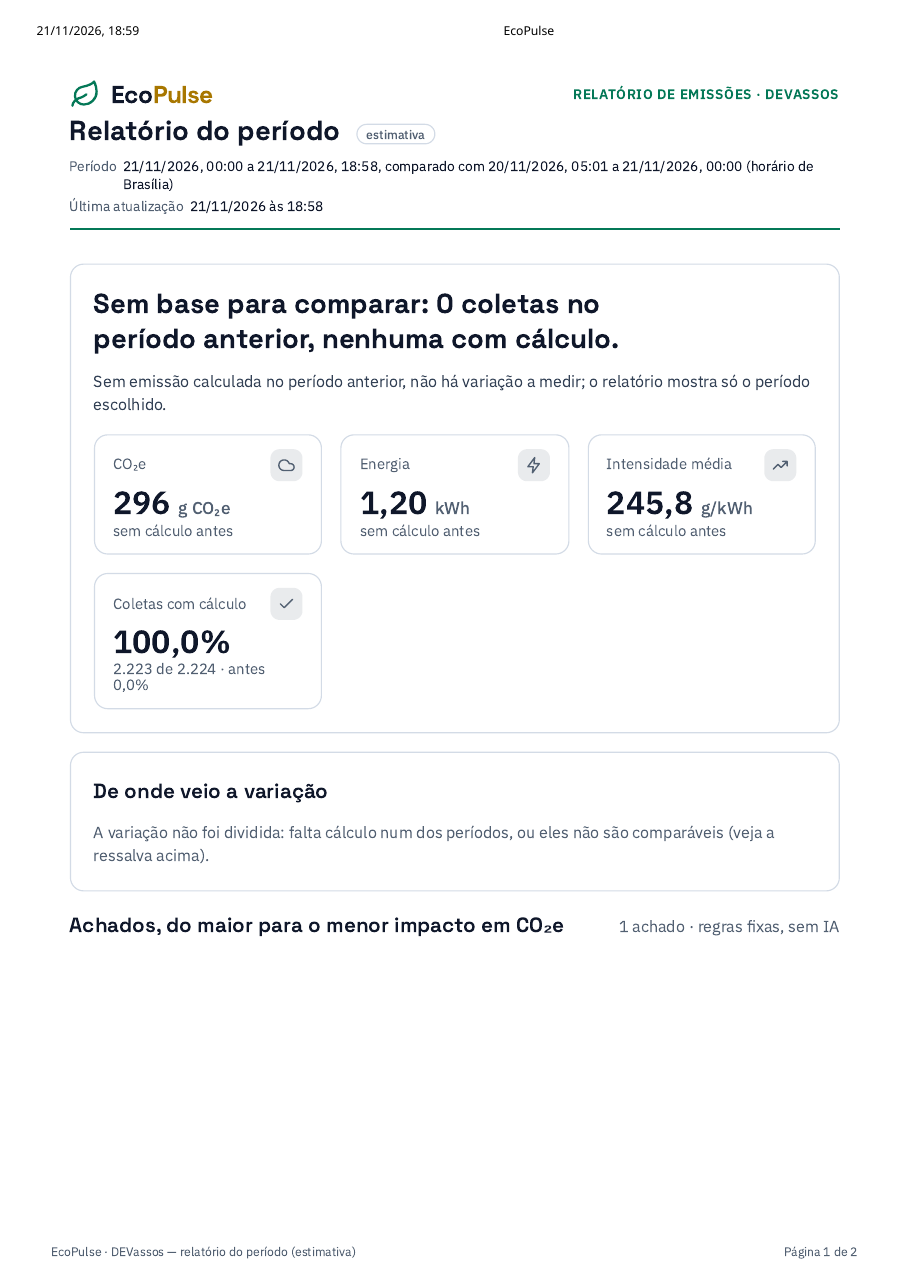 21/11/2026, 18:59
EcoPulse
EcoPulse
RELATÓRIO DE EMISSÕES · DEVASSOS
Relatório do período
estimativa
Período 21/11/2026, 00:00 a 21/11/2026, 18:58, comparado com 20/11/2026, 05:01 a 21/11/2026, 00:00 (horário de
Brasília)
Última atualização 21/11/2026 às 18:58
Sem base para comparar: 0 coletas no
período anterior, nenhuma com cálculo.
Sem emissão calculada no período anterior, não há variação a medir; o relatório mostra só o período
escolhido.
CO₂e
296 g CO₂e
sem cálculo antes
Energia
1,20 kWh
sem cálculo antes
Intensidade média
245,8 g/kWh
sem cálculo antes
Coletas com cálculo
100,0%
2.223 de 2.224 · antes
0,0%
De onde veio a variação
A variação não foi dividida: falta cálculo num dos períodos, ou eles não são comparáveis (veja a
ressalva acima).
Achados, do maior para o menor impacto em CO₂e
1 achado · regras fixas, sem IA
EcoPulse · DEVassos — relatório do período (estimativa)
Página 1 de 2